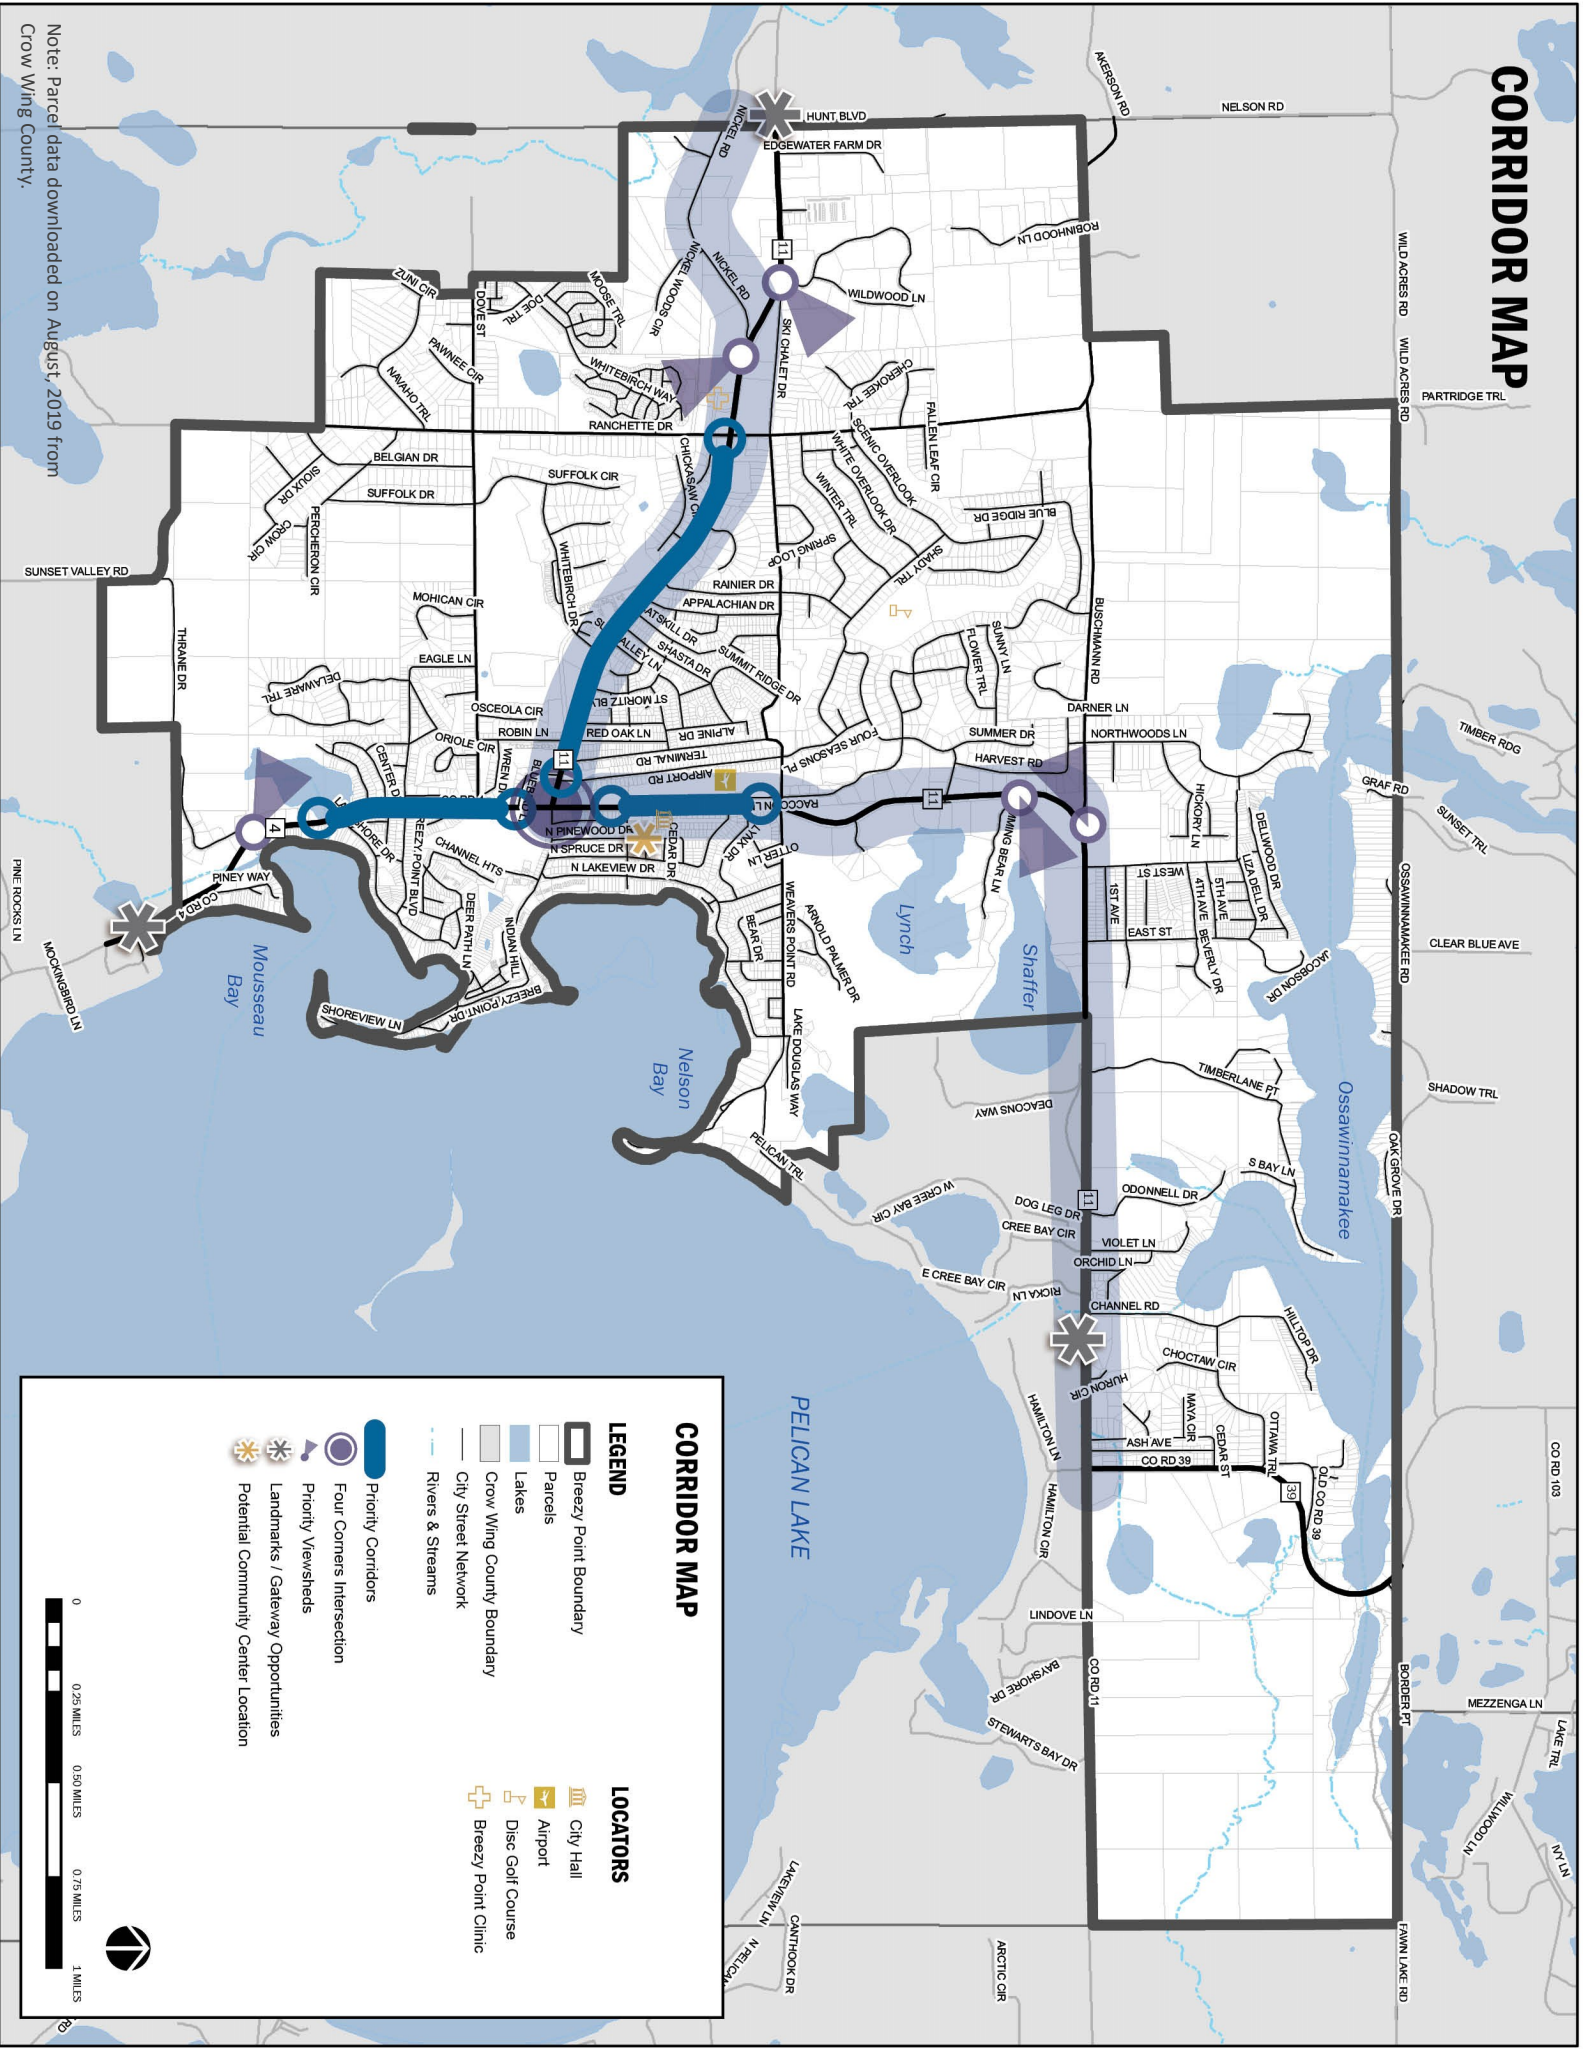 CORRIDOR MAP
Note: Parcel data downloaded on August, 2019 from
Crow Wing County.
AKERSON RD
NELSON RD
HUNT BLVD
EDGEWATER FARM DR
ROBINHOOD LN
WILD ACRES RD
WILD ACRES RD
PARTRIDGE TRL
NICKEL RD
NICKEL RD
NICKEL WOODS CIR
11
WILDWOOD LN
SKI CHALET DR
CHEROKEE TRL
FALLEN LEAF CIR
SCENIC OVERLOOK
WHITE OVERLOOK DR
WINTER TRL
SPRING LOOP
SHADY TRL
BLUE RIDGE DR
ZUNI CIR
DOVE ST
DOE TRL
MOOSE TRL
PAWNEE CIR
NAVAHO TRL
WHITEBIRCH WAY
RANCHETTE DR
CHICKASAW CIR
BELGIAN DR
SUFFOLK DR
SUFFOLK CIR
SIOUX DR
CROW CIR
PERCHERON CIR
WHITEBIRCH DR
RAINIER DR
APPALACHIAN DR
SHASTA DR
SUMMIT RIDGE DR
SUNSET VALLEY RD
THRANE DR
MOHICAN CIR
EAGLE LN
DELAWARE TRL
OSCEOLA CIR
ROBIN LN
ORIOLE CIR
RED OAK LN
ALPINE DR
TERMINAL RD
AIRPORT RD
FOUR SEASONS PL
SUNNY LN
FLOWER TRL
BUSCHMANN RD
DARNER LN
SUMMER DR
HARVEST RD
NORTHWOODS LN
HICKORY LN
DELLWOOD DR
LIZA DELL DR
5TH AVE
4TH AVE
WEST ST
1ST AVE
EAST ST
BEVERLY DR
JACOBSON DR
TIMBER RDG
GRAF RD
SUNSET TRL
OSSAWINNAMAKEE RD
CLEAR BLUE AVE
11
11
4
N PINEWOOD DR
N SPRUCE DR
N LAKEVIEW DR
CEDAR DR
LYNX DR
OTTER LN
CHANNEL HTS
DEER PATH LN
INDIAN HILL
BREEZY POINT DR
SHOREVIEW LN
PINEY WAY
CO RD 4
PINE ROCKS LN
MOCKINGBIRD LN
BEAR DR
WEAVERS POINT RD
ARNOLD PALMER DR
LAKE DOUGLAS WAY
PELICAN TRL
Lynch
Shaffer
Mousseau
Bay
Nelson
Bay
Ossawinnamakee
PELICAN LAKE
DEACONS WAY
TIMBERLANE PT
S BAY LN
SHADOW TRL
OAK GROVE DR
W CREE BAY CIR
DOG LEG DR
CREE BAY CIR
E CREE BAY CIR
RICKA LN
11
ODONNELL DR
VIOLET LN
ORCHID LN
CHANNEL RD
HILLTOP DR
CHOCTAW CIR
HURON CIR
MAYA CIR
CEDAR ST
OTTAWA TRL
ASH AVE
CO RD 39
39
OLD CO RD 39
HAMILTON LN
HAMILTON CIR
LINDOVE LN
BAYSHORE DR
STEWARTS BAY DR
CO RD 11
CO RD 103
BORDER PT
MEZZENGA LN
LAKE TRL
WILLWOOD LN
IVY LN
FAWN LAKE RD
LAKEVIEW LN
CANTHOOK DR
ARCTIC CIR
CORRIDOR MAP
LEGEND
Breezy Point Boundary
Parcels
Lakes
Crow Wing County Boundary
City Street Network
Rivers & Streams
Priority Corridors
Four Corners Intersection
Priority Viewsheds
Landmarks / Gateway Opportunities
Potential Community Center Location
LOCATORS
City Hall
Airport
Disc Golf Course
Breezy Point Clinic
0
0.25 MILES
0.50 MILES
0.75 MILES
1 MILES